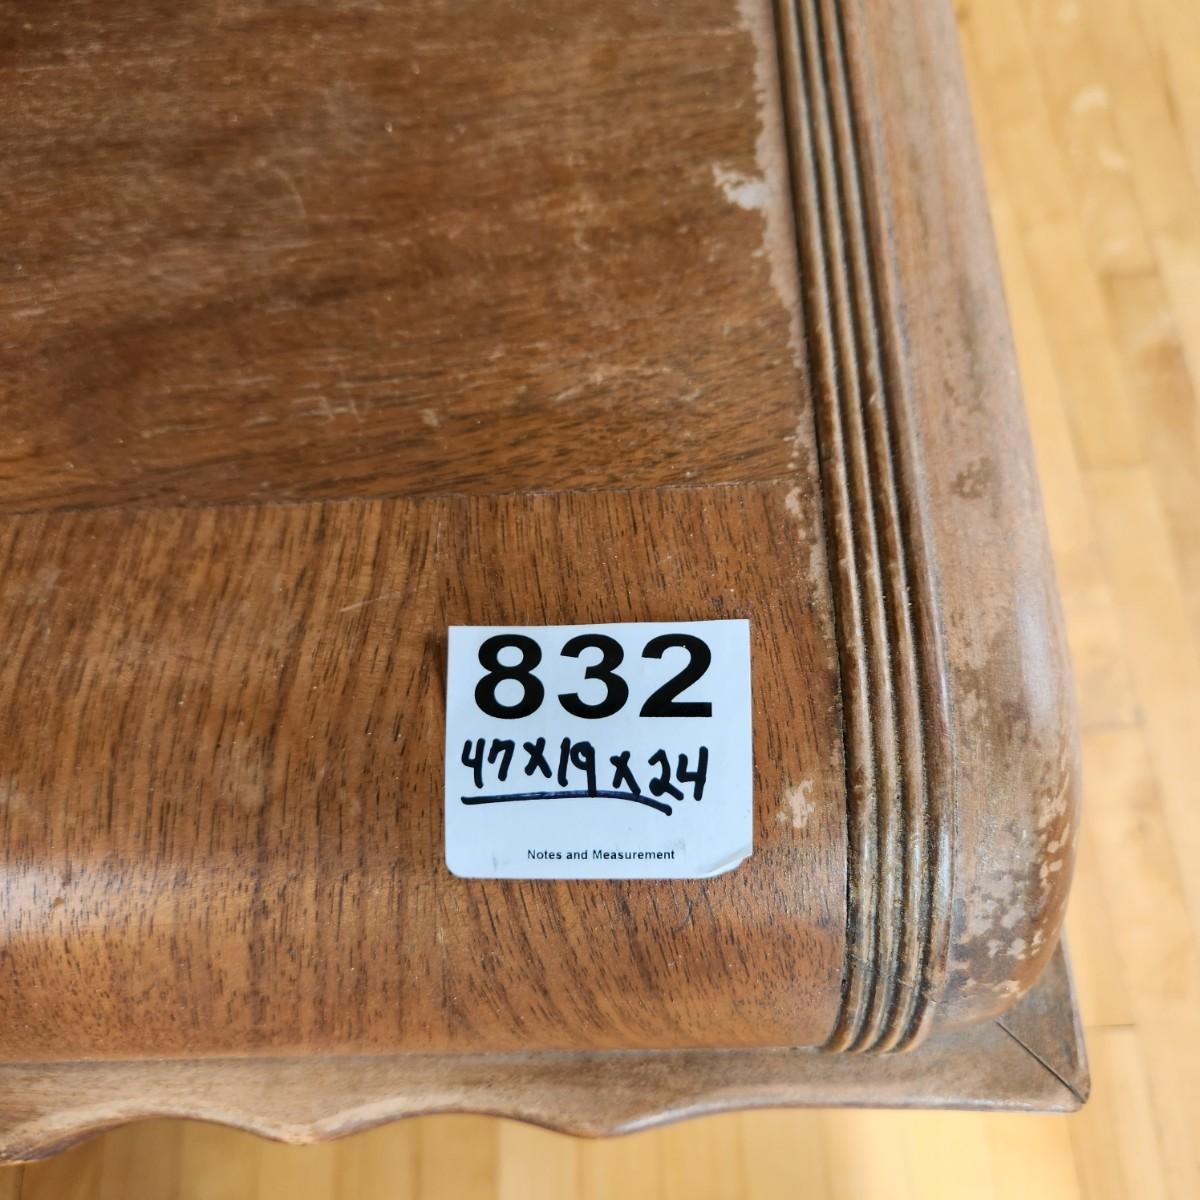 832
47x19x24
Notes and Measurement